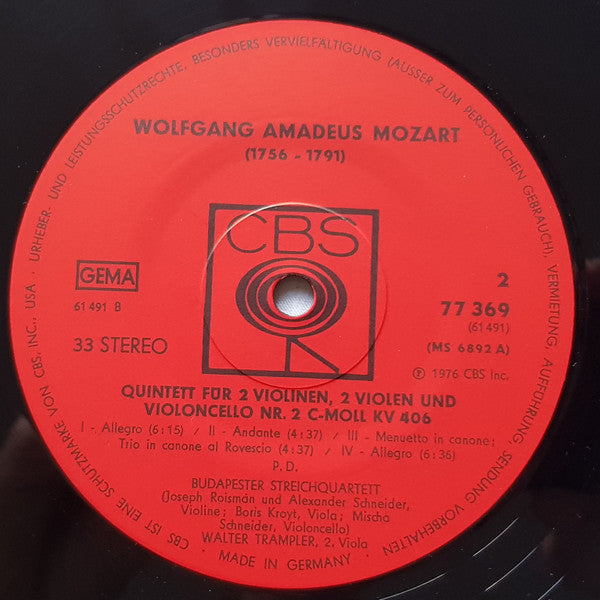 URHEBER- UND LEISTUNGSSCHUTZRECHTE, BESONDERS VERVIELFÄLTIGUNG (AUSSER ZUM PERSÖNLICHEN GEBRAUCH), VERMIETUNG AUFFÜHRUNG, SENDUNG VORBEHALTEN
WOLFGANG AMADEUS MOZART
(1756 - 1791)
CBS
GEMA
61 491 B
33 STEREO
2
77 369
(61 491)
(MS 6892 A)
℗ 1976 CBS Inc.
QUINTETT FÜR 2 VIOLINEN, 2 VIOLEN UND
VIOLONCELLO NR. 2 C-MOLL KV 406
I - Allegro (6:15) / II - Andante (4:37) / III - Menuetto in canone;
Trio in canone al Rovescio (4:37) / IV - Allegro (6:36)
P. D.
BUDAPESTER STREICHQUARTETT
(Joseph Roismán und Alexander Schneider,
Violine; Boris Kroyt, Viola; Mischa
Schneider, Violoncello)
WALTER TRAMPLER, 2. Viola
CBS IST EINE SCHUTZMARKE VON CBS, INC., USA ·
· MADE IN GERMANY ·